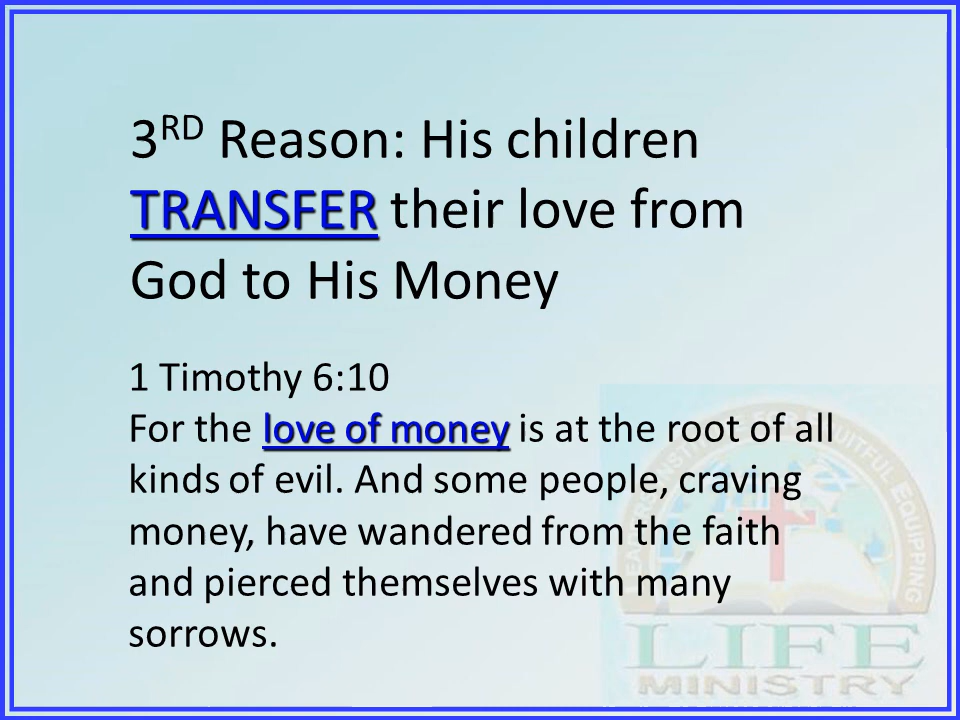 3RD Reason: His children
TRANSFER their love from
God to His Money
1 Timothy 6:10
For the love of money is at the root of all
kinds of evil. And some people, craving
money, have wandered from the faith
and pierced themselves with many
sorrows.
FRUITFUL EQUIPPING
LIFE
MINISTRY